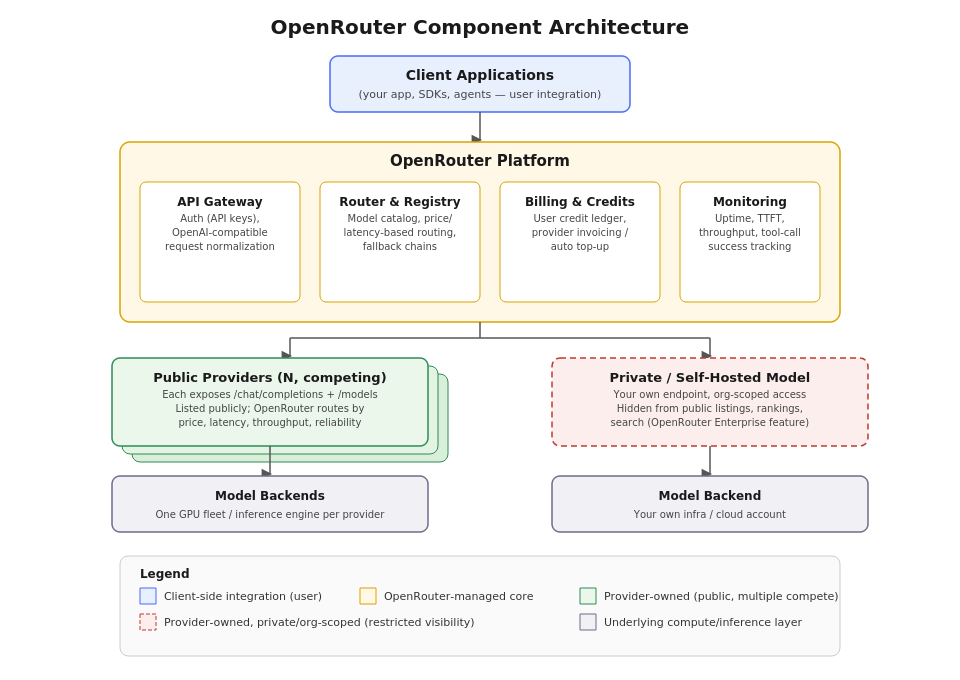 OpenRouter Component Architecture
Client Applications
(your app, SDKs, agents — user integration)
OpenRouter Platform
API Gateway
Auth (API keys),
OpenAI-compatible
request normalization
Router & Registry
Model catalog, price/
latency-based routing,
fallback chains
Billing & Credits
User credit ledger,
provider invoicing /
auto top-up
Monitoring
Uptime, TTFT,
throughput, tool-call
success tracking
Public Providers (N, competing)
Each exposes /chat/completions + /models
Listed publicly; OpenRouter routes by
price, latency, throughput, reliability
Private / Self-Hosted Model
Your own endpoint, org-scoped access
Hidden from public listings, rankings,
search (OpenRouter Enterprise feature)
Model Backends
One GPU fleet / inference engine per provider
Model Backend
Your own infra / cloud account
Legend
Client-side integration (user)
OpenRouter-managed core
Provider-owned (public, multiple compete)
Provider-owned, private/org-scoped (restricted visibility)
Underlying compute/inference layer